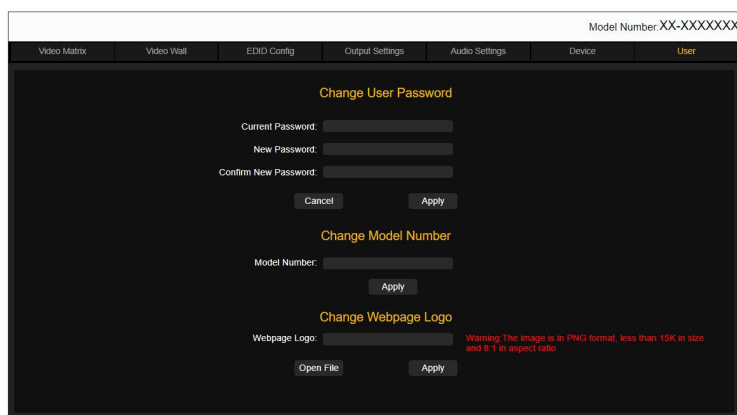 Model Number:XX-XXXXXXX
Video Matrix Video Wall EDID Config Output Settings Audio Settings Device User
Change User Password
Current Password:
New Password:
Confirm New Password:
Cancel Apply
Change Model Number
Model Number:
Apply
Change Webpage Logo
Webpage Logo: Warning:The image is in PNG format, less than 15K in size
and 8:1 in aspect ratio
Open File Apply